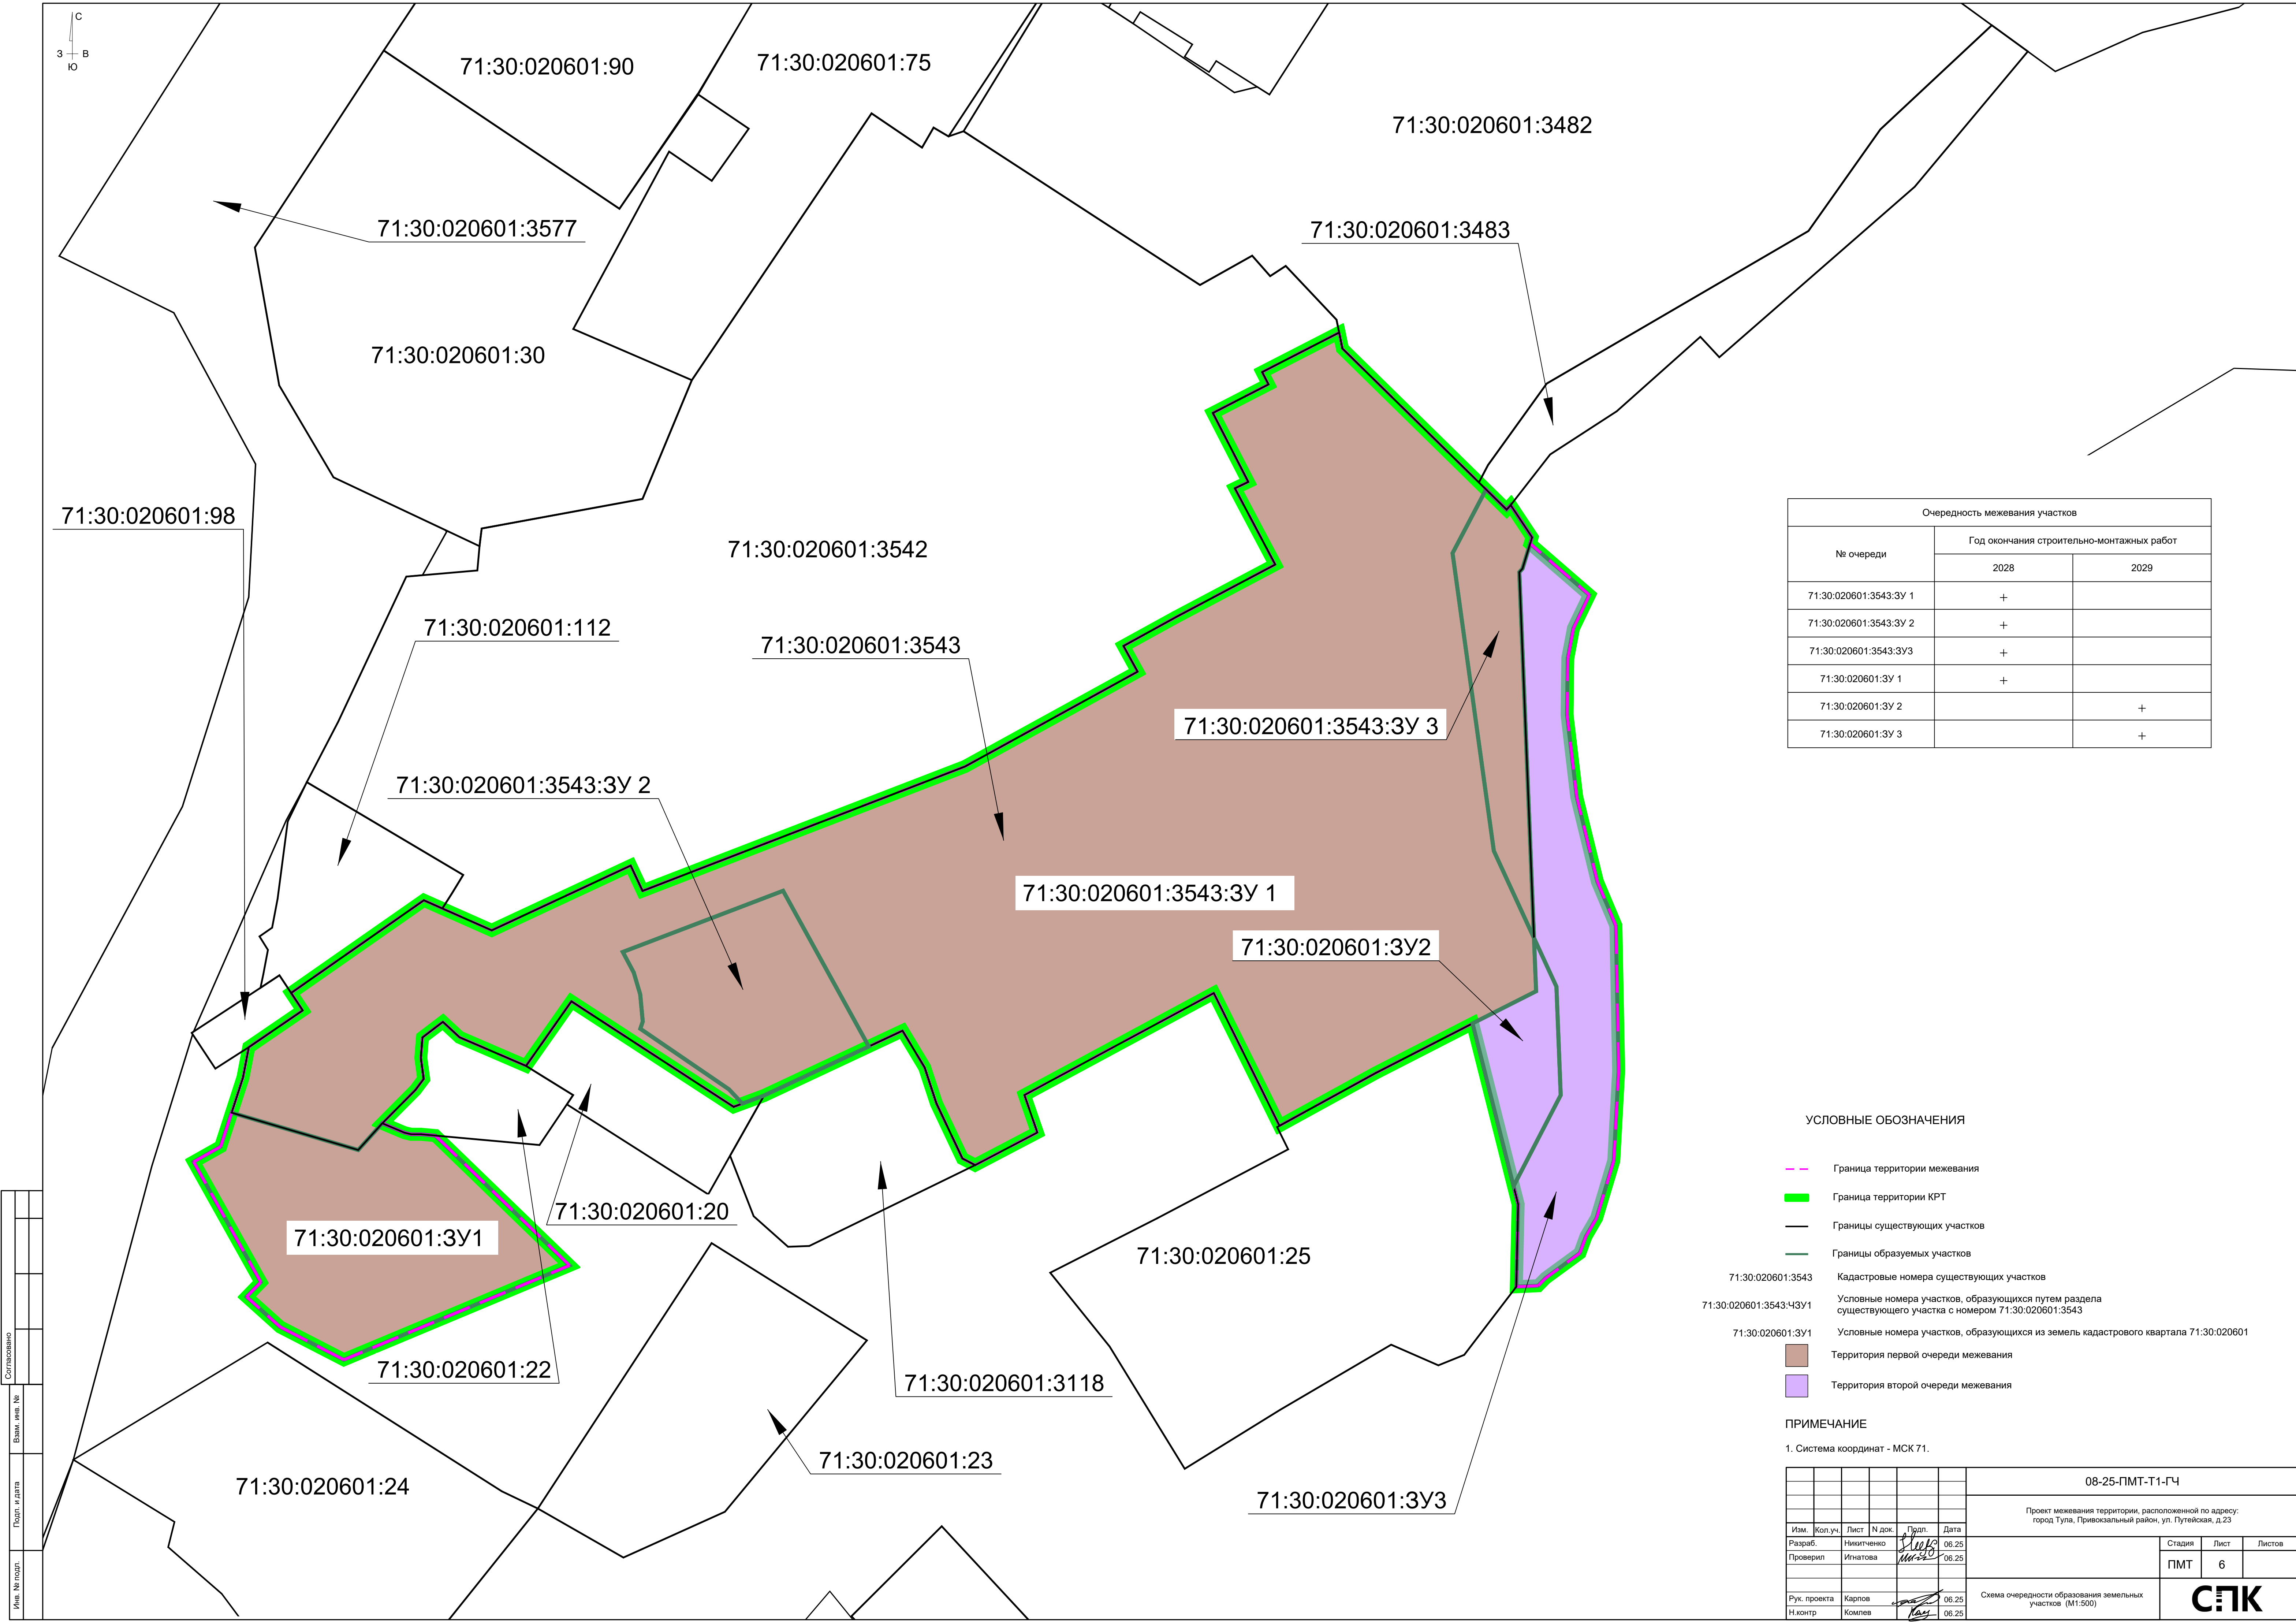 С
З В
Ю
71:30:020601:90
71:30:020601:75
71:30:020601:3482
71:30:020601:3577
71:30:020601:3483
71:30:020601:30
71:30:020601:98
71:30:020601:3542
71:30:020601:112
71:30:020601:3543
71:30:020601:3543:ЗУ 3
71:30:020601:3543:ЗУ 2
71:30:020601:3543:ЗУ 1
71:30:020601:ЗУ2
71:30:020601:20
71:30:020601:ЗУ1
71:30:020601:25
71:30:020601:22
71:30:020601:3118
71:30:020601:23
71:30:020601:24
71:30:020601:ЗУ3
Очередность межевания участков
№ очереди
Год окончания строительно-монтажных работ
2028 2029
71:30:020601:3543:ЗУ 1 +
71:30:020601:3543:ЗУ 2 +
71:30:020601:3543:ЗУ3 +
71:30:020601:ЗУ 1 +
71:30:020601:ЗУ 2 +
71:30:020601:ЗУ 3 +
УСЛОВНЫЕ ОБОЗНАЧЕНИЯ
Граница территории межевания
Граница территории КРТ
Границы существующих участков
Границы образуемых участков
71:30:020601:3543 Кадастровые номера существующих участков
71:30:020601:3543:ЧЗУ1 Условные номера участков, образующихся путем раздела
существующего участка с номером 71:30:020601:3543
71:30:020601:ЗУ1 Условные номера участков, образующихся из земель кадастрового квартала 71:30:020601
Территория первой очереди межевания
Территория второй очереди межевания
ПРИМЕЧАНИЕ
1. Система координат - МСК 71.
08-25-ПМТ-Т1-ГЧ
Проект межевания территории, расположенной по адресу:
город Тула, Привокзальный район, ул. Путейская, д.23
Изм. Кол.уч. Лист N док. Подп. Дата
Разраб. Никитченко 06.25
Проверил Игнатова 06.25
Рук. проекта Карпов 06.25
Н.контр Комлев 06.25
Стадия Лист Листов
ПМТ 6
Схема очередности образования земельных
участков (М1:500)
СПК
Согласовано
Взам. инв. №
Подп. и дата
Инв. № подл.